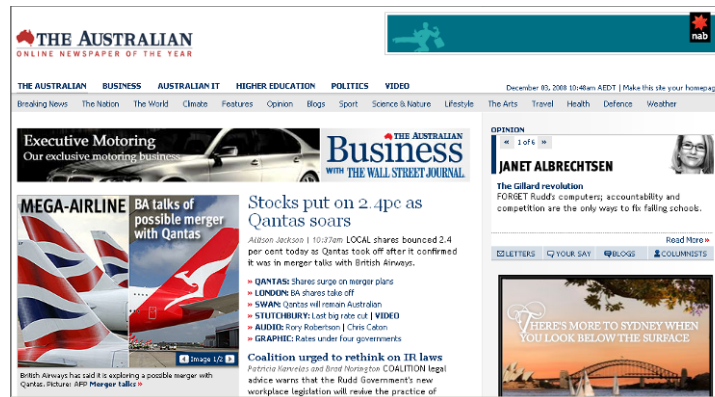 THE AUSTRALIAN
ONLINE NEWSPAPER OF THE YEAR
nab
THE AUSTRALIAN BUSINESS AUSTRALIAN IT HIGHER EDUCATION POLITICS VIDEO
December 03, 2008 10:48am AEDT | Make this site your homepag
Breaking News The Nation The World Climate Features Opinion Blogs Sport Science & Nature Lifestyle The Arts Travel Health Defence Weather
Executive Motoring
Our exclusive motoring business
THE AUSTRALIAN
Business
WITH THE WALL STREET JOURNAL
MEGA-AIRLINE
BA talks of
possible merger
with Qantas
Image 1/2
British Airways has said it is exploring a possible merger with
Qantas. Picture: AFP Merger talks »
Stocks put on 2.4pc as
Qantas soars
Allison Jackson | 10:37am LOCAL shares bounced 2.4
per cent today as Qantas took off after it confirmed
it was in merger talks with British Airways.
» QANTAS: Shares surge on merger plans
» LONDON: BA shares take off
» SWAN: Qantas will remain Australian
» STUTCHBURY: Last big rate cut | VIDEO
» AUDIO: Rory Robertson | Chris Caton
» GRAPHIC: Rates under four governments
Coalition urged to rethink on IR laws
Patricia Karvelas and Brad Norington COALITION legal
advice warns that the Rudd Government's new
workplace legislation will revive the practice of
OPINION
« 1 of 6 »
JANET ALBRECHTSEN
The Gillard revolution
FORGET Rudd's computers; accountability and
competition are the only ways to fix failing schools.
Read More »
LETTERS YOUR SAY BLOGS COLUMNISTS
THERE'S MORE TO SYDNEY WHEN
YOU LOOK BELOW THE SURFACE